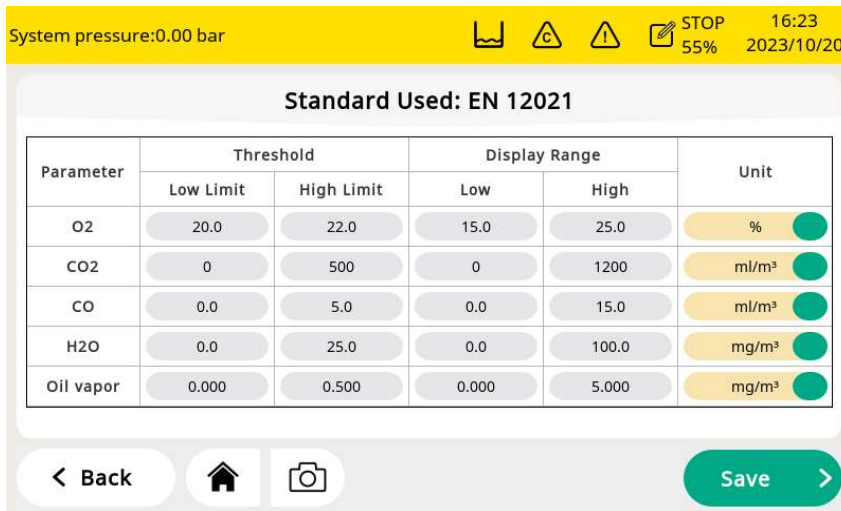 System pressure:0.00 bar
C
!
STOP
55%
16:23
2023/10/20
Standard Used: EN 12021
Parameter Threshold Display Range Unit
Low Limit High Limit Low High
O2 20.0 22.0 15.0 25.0 %
CO2 0 500 0 1200 ml/m³
CO 0.0 5.0 0.0 15.0 ml/m³
H2O 0.0 25.0 0.0 100.0 mg/m³
Oil vapor 0.000 0.500 0.000 5.000 mg/m³
< Back
Save >